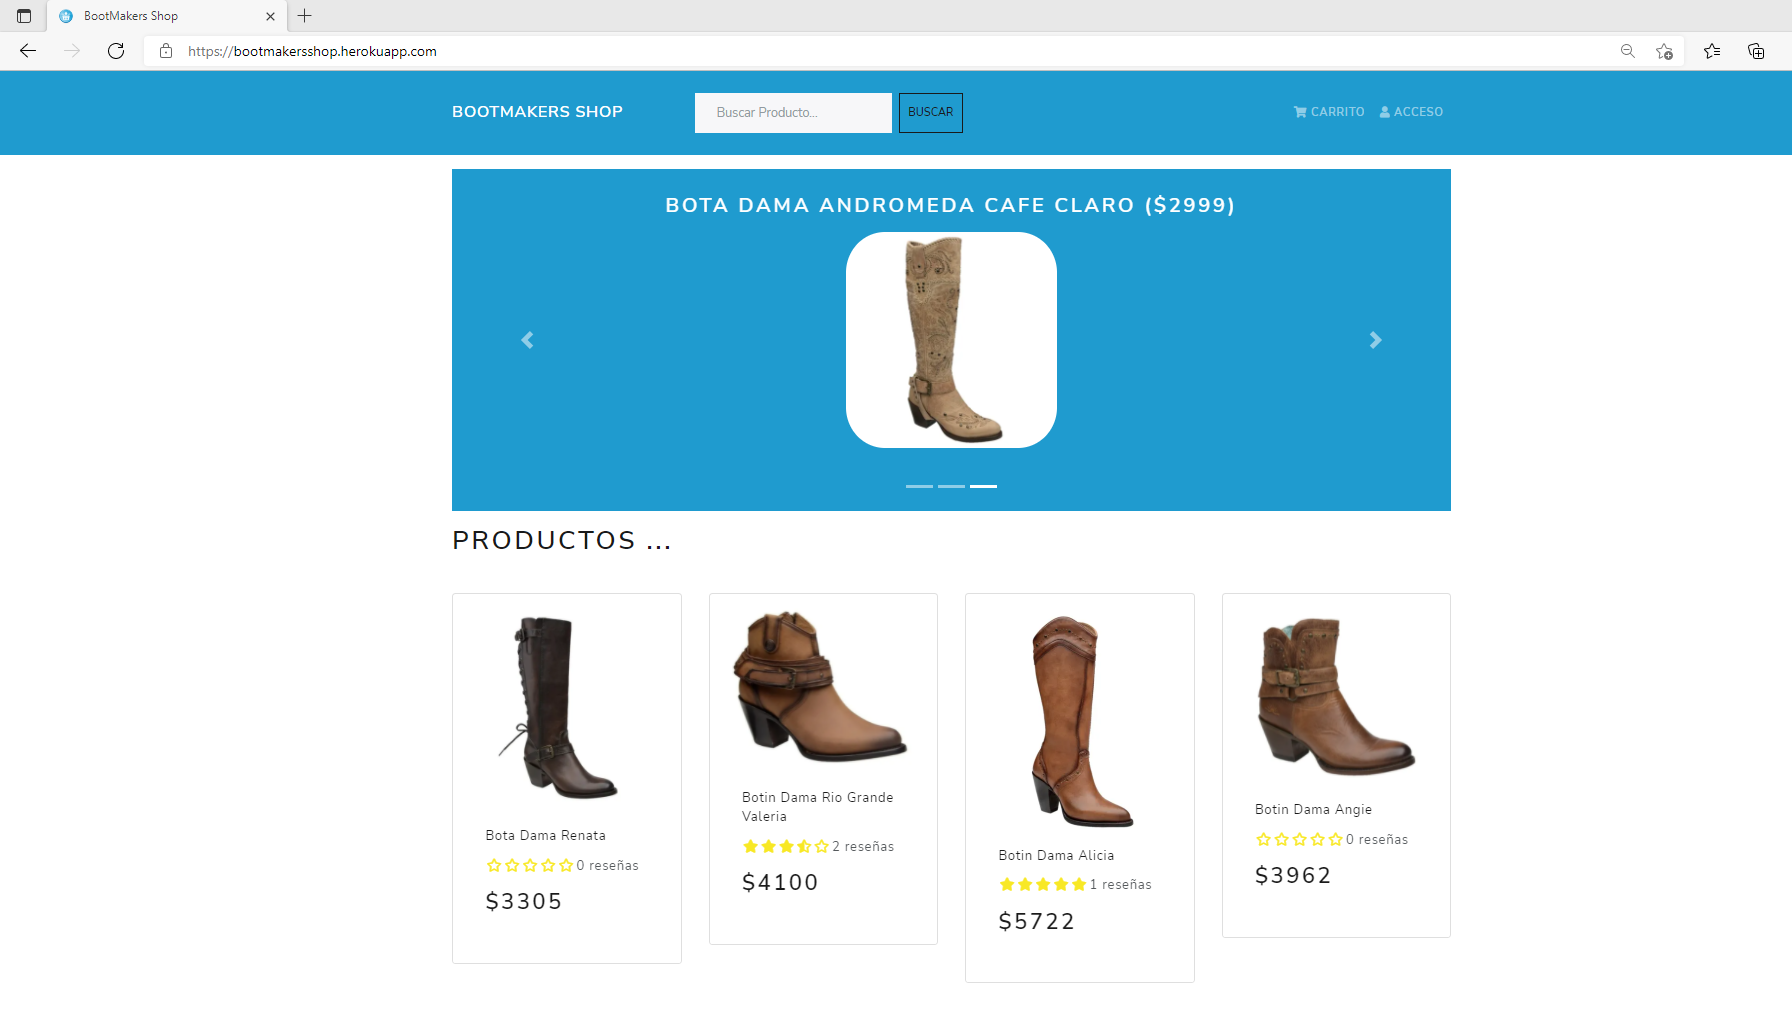 BootMakers Shop
https://bootmakersshop.herokuapp.com
BOOTMAKERS SHOP
Buscar Producto...
BUSCAR
CARRITO
ACCESO
BOTA DAMA ANDROMEDA CAFE CLARO ($2999)
PRODUCTOS ...
Bota Dama Renata
0 reseñas
$3305
Botin Dama Rio Grande
Valeria
2 reseñas
$4100
Botin Dama Alicia
1 reseñas
$5722
Botin Dama Angie
0 reseñas
$3962